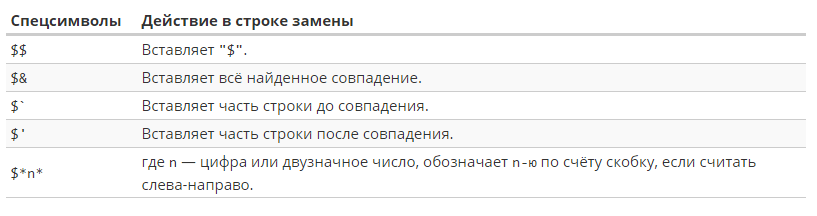 Спецсимволы Действие в строке замены
$$ Вставляет "$".
$& Вставляет всё найденное совпадение.
$` Вставляет часть строки до совпадения.
$' Вставляет часть строки после совпадения.
$*n* где n — цифра или двузначное число, обозначает n-ю по счёту скобку, если считать
слева-направо.